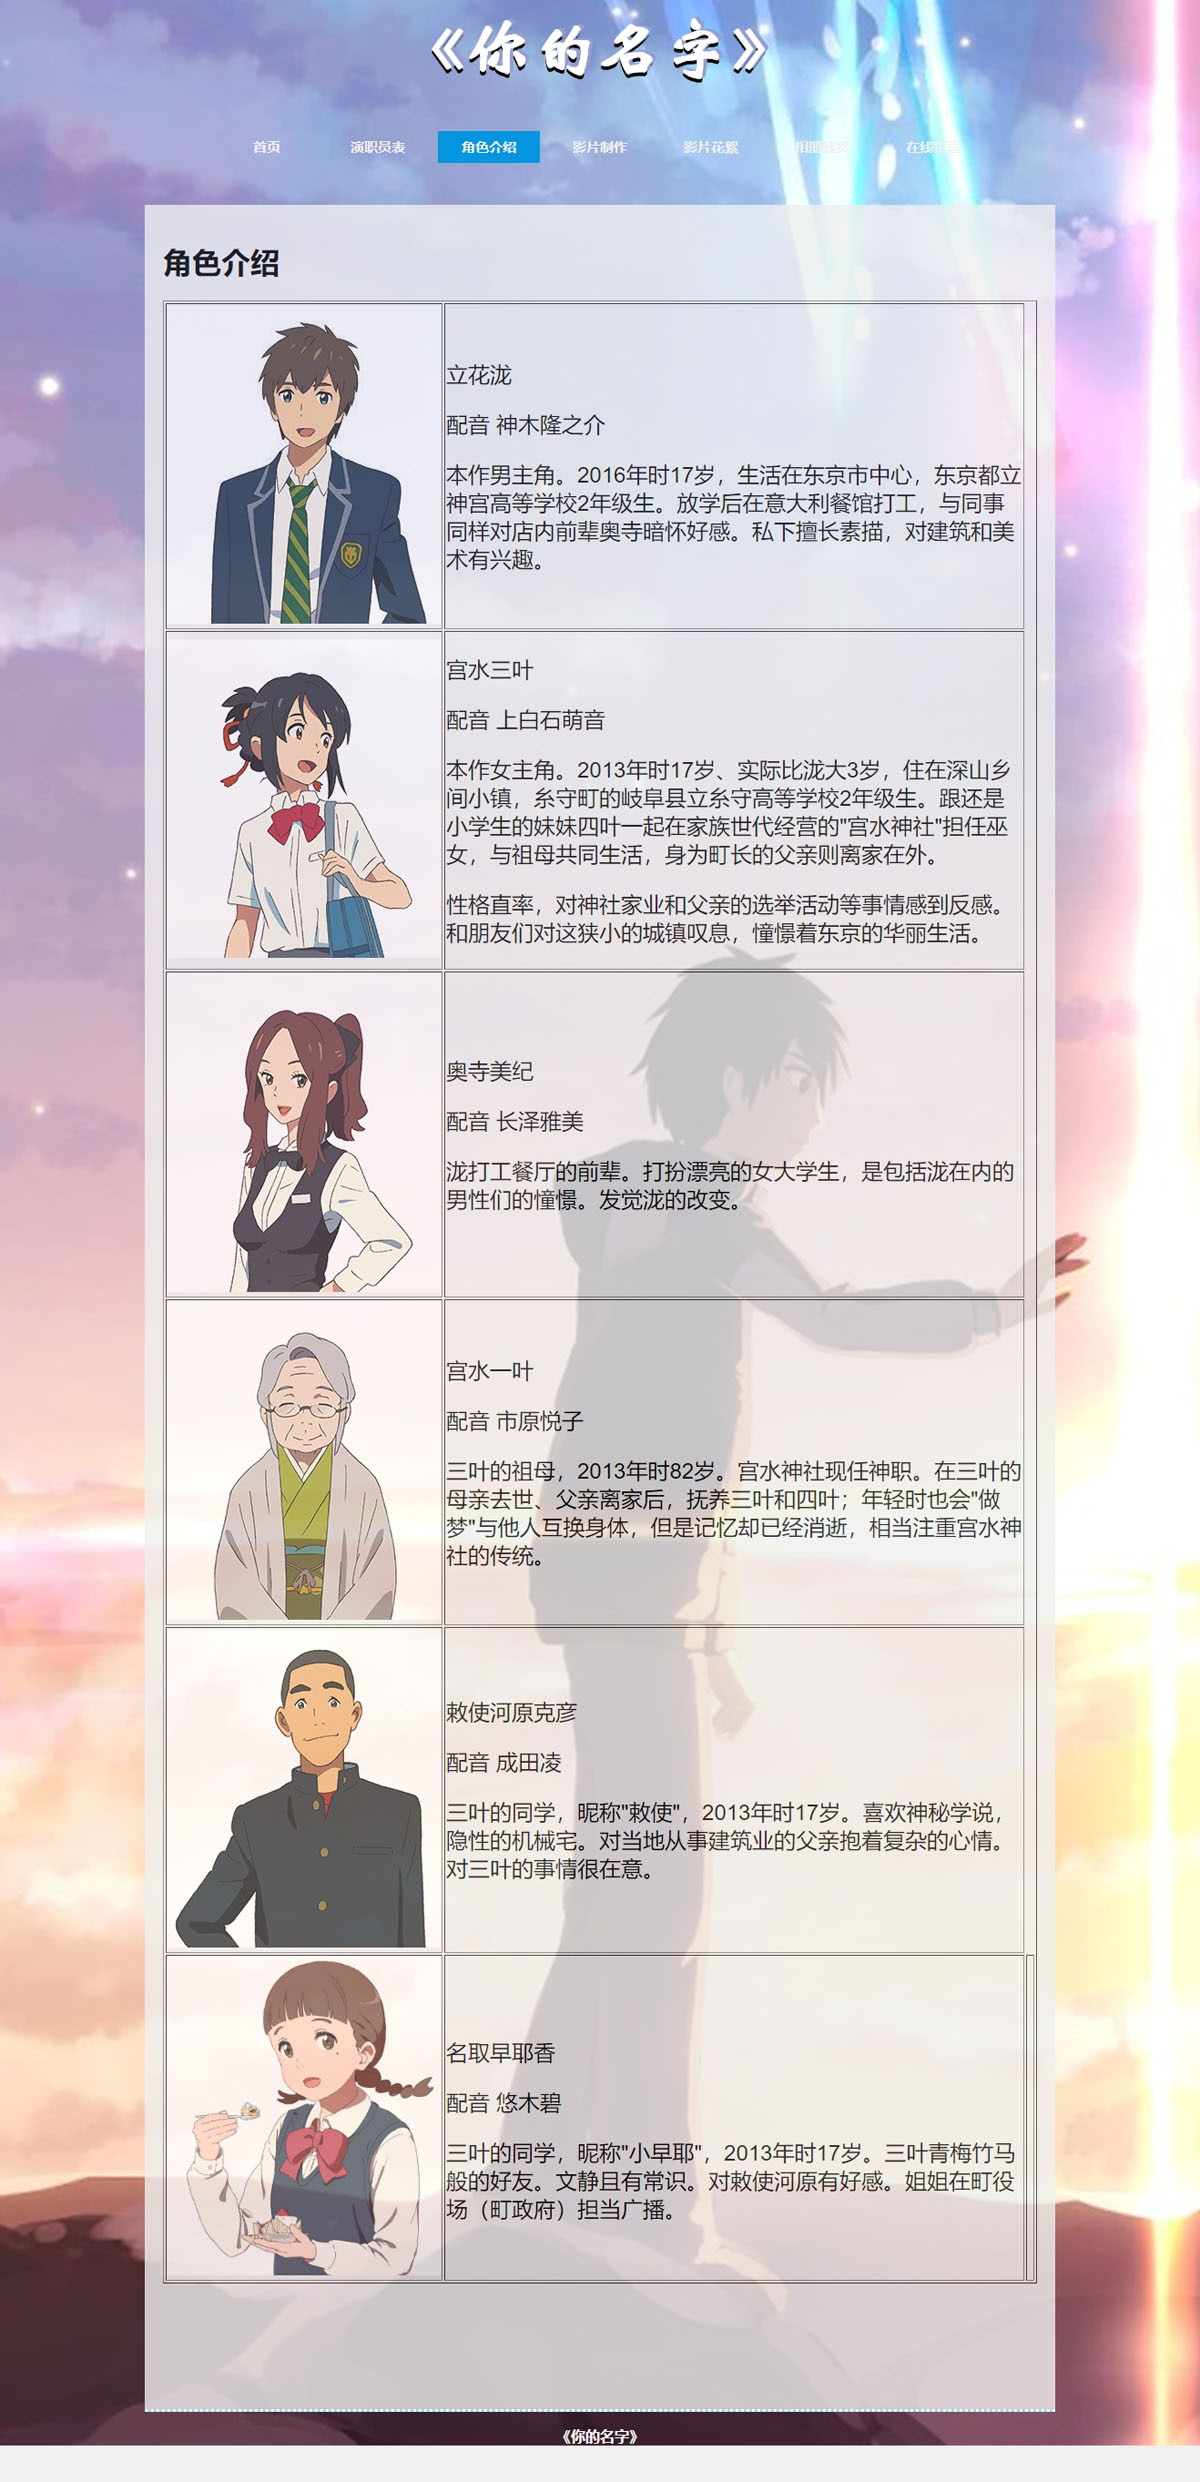 《你的名字》
首页 演职员表 角色介绍 影片制作 影片花絮 相册 在线
角色介绍
立花泷
配音 神木隆之介
本作男主角。2016年时17岁，生活在东京市中心，东京都立
神宫高等学校2年级生。放学后在意大利餐馆打工，与同事
同样对店内前辈奥寺暗怀好感。私下擅长素描，对建筑和美
术有兴趣。
宫水三叶
配音 上白石萌音
本作女主角。2013年时17岁、实际比泷大3岁，住在深山乡
间小镇，糸守町的岐阜县立糸守高等学校2年级生。跟还是
小学生的妹妹四叶一起在家族世代经营的"宫水神社"担任巫
女，与祖母共同生活，身为町长的父亲则离家在外。
性格直率，对神社家业和父亲的选举活动等事情感到反感。
和朋友们对这狭小的城镇叹息，憧憬着东京的华丽生活。
奥寺美纪
配音 长泽雅美
泷打工餐厅的前辈。打扮漂亮的女大学生，是包括泷在内的
男性们的憧憬。发觉泷的改变。
宫水一叶
配音 市原悦子
三叶的祖母，2013年时82岁。宫水神社现任神职。在三叶的
母亲去世、父亲离家后，抚养三叶和四叶；年轻时也会"做
梦"与他人互换身体，但是记忆却已经消逝，相当注重宫水神
社的传统。
敕使河原克彦
配音 成田凌
三叶的同学，昵称"敕使"，2013年时17岁。喜欢神秘学说，
隐性的机械宅。对当地从事建筑业的父亲抱着复杂的心情。
对三叶的事情很在意。
名取早耶香
配音 悠木碧
三叶的同学，昵称"小早耶"，2013年时17岁。三叶青梅竹马
般的好友。文静且有常识。对敕使河原有好感。姐姐在町役
场（町政府）担当广播。
《你的名字》